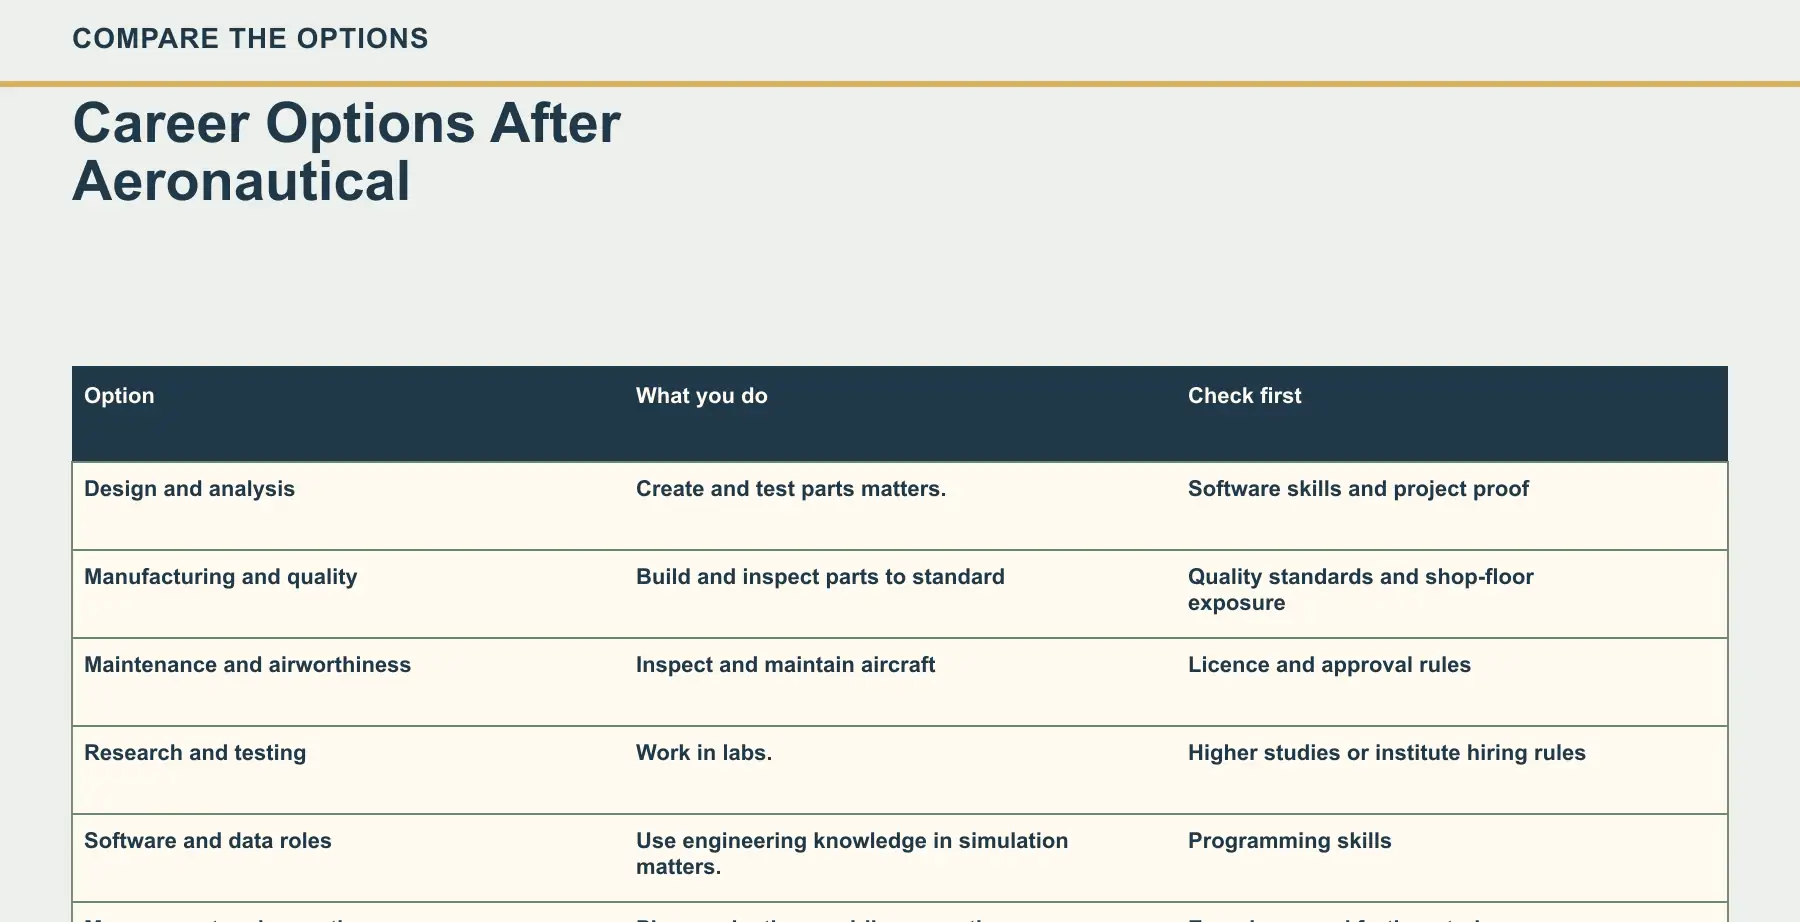 COMPARE THE OPTIONS
Career Options After
Aeronautical
Option
What you do
Check first
Design and analysis
Create and test parts matters.
Software skills and project proof
Manufacturing and quality
Build and inspect parts to standard
Quality standards and shop-floor
exposure
Maintenance and airworthiness
Inspect and maintain aircraft
Licence and approval rules
Research and testing
Work in labs.
Higher studies or institute hiring rules
Software and data roles
Use engineering knowledge in simulation
matters.
Programming skills